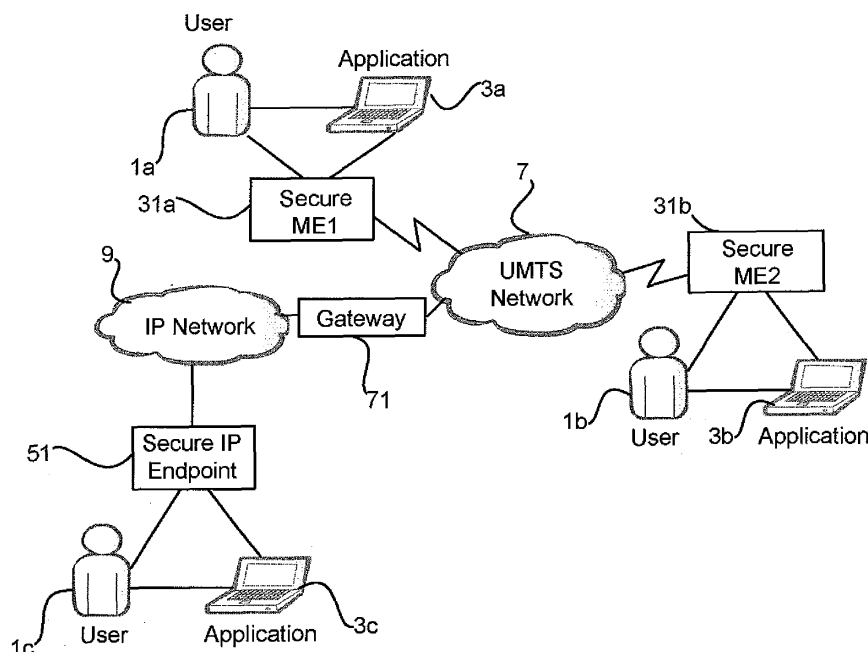 User
Application
3a
1a
31a
Secure
ME1
7
31b
Secure
ME2
9
UMTS
Network
IP Network
Gateway
71
1b
User
3b
Application
51
Secure IP
Endpoint
1c
User
Application
3c